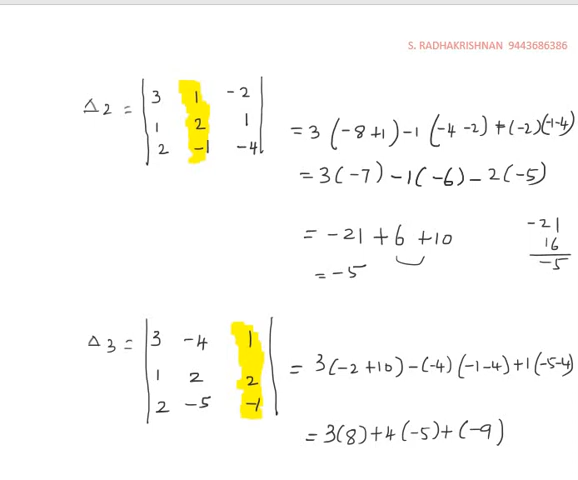 S. RADHAKRISHNAN 9443686386
Δ2 = | 3 1 -2 |
| 1 2 1 |
| 2 -1 -4 |
= 3 (-8+1) -1 (-4 -2) + (-2)(-1-4)
= 3(-7) -1(-6) - 2(-5)
= -21 + 6 + 10
= -5
-21
16
-5
Δ3 = | 3 -4 1 |
| 1 2 2 |
| 2 -5 -1 |
= 3(-2+10) - (-4) (-1-4) + 1(-5-4)
= 3(8) + 4(-5) + (-9)